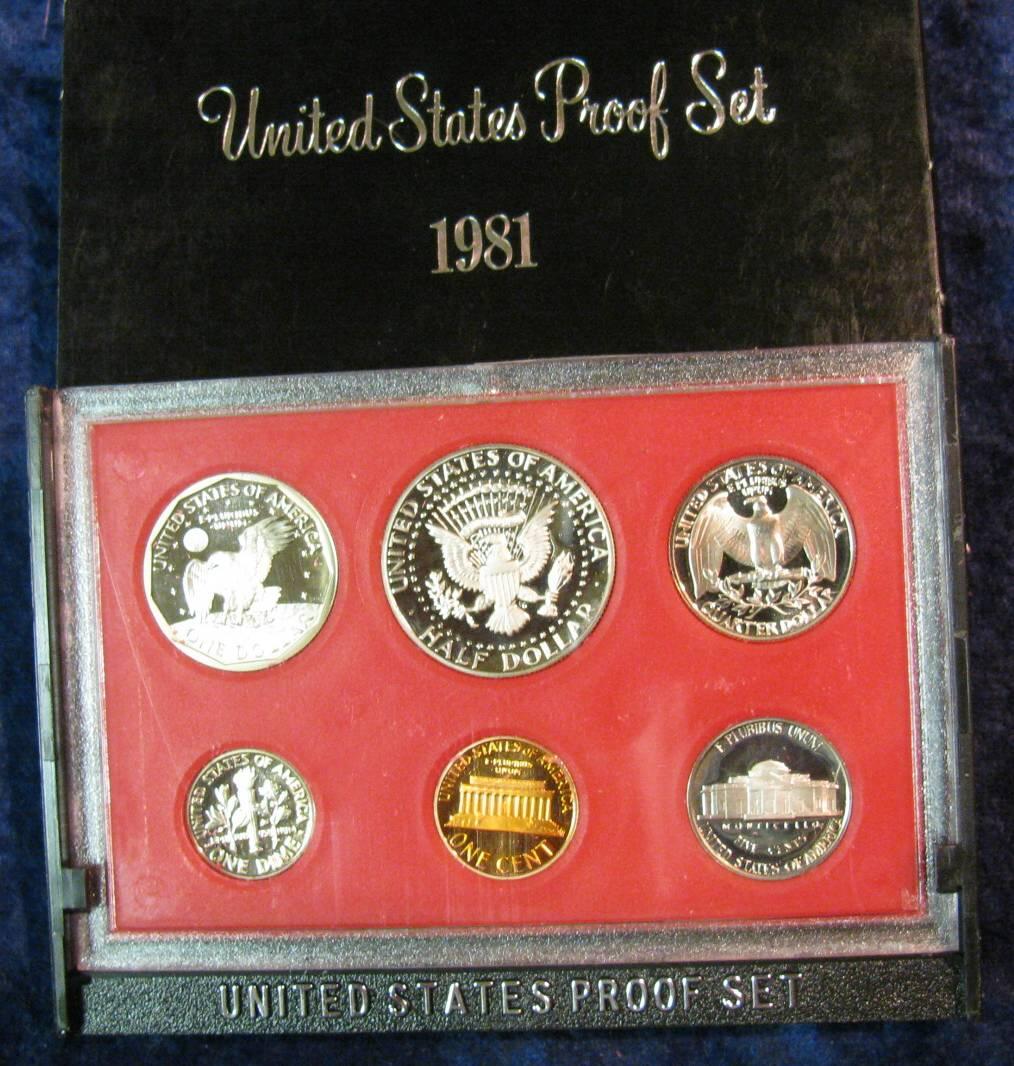 United States Proof Set
1981
UNITED STATES OF AMERICA
E PLURIBUS
UNUM
ONE DOLLAR
UNITED STATES OF AMERICA
HALF DOLLAR
UNITED STATES OF AMERICA
E PLURIBUS
UNUM
QUARTER DOLLAR
UNITED STATES OF AMERICA
ONE DIME
UNITED STATES OF AMERICA
E PLURIBUS
UNUM
ONE CENT
E PLURIBUS UNUM
MONTICELLO
FIVE CENTS
UNITED STATES OF AMERICA
UNITED STATES PROOF SET